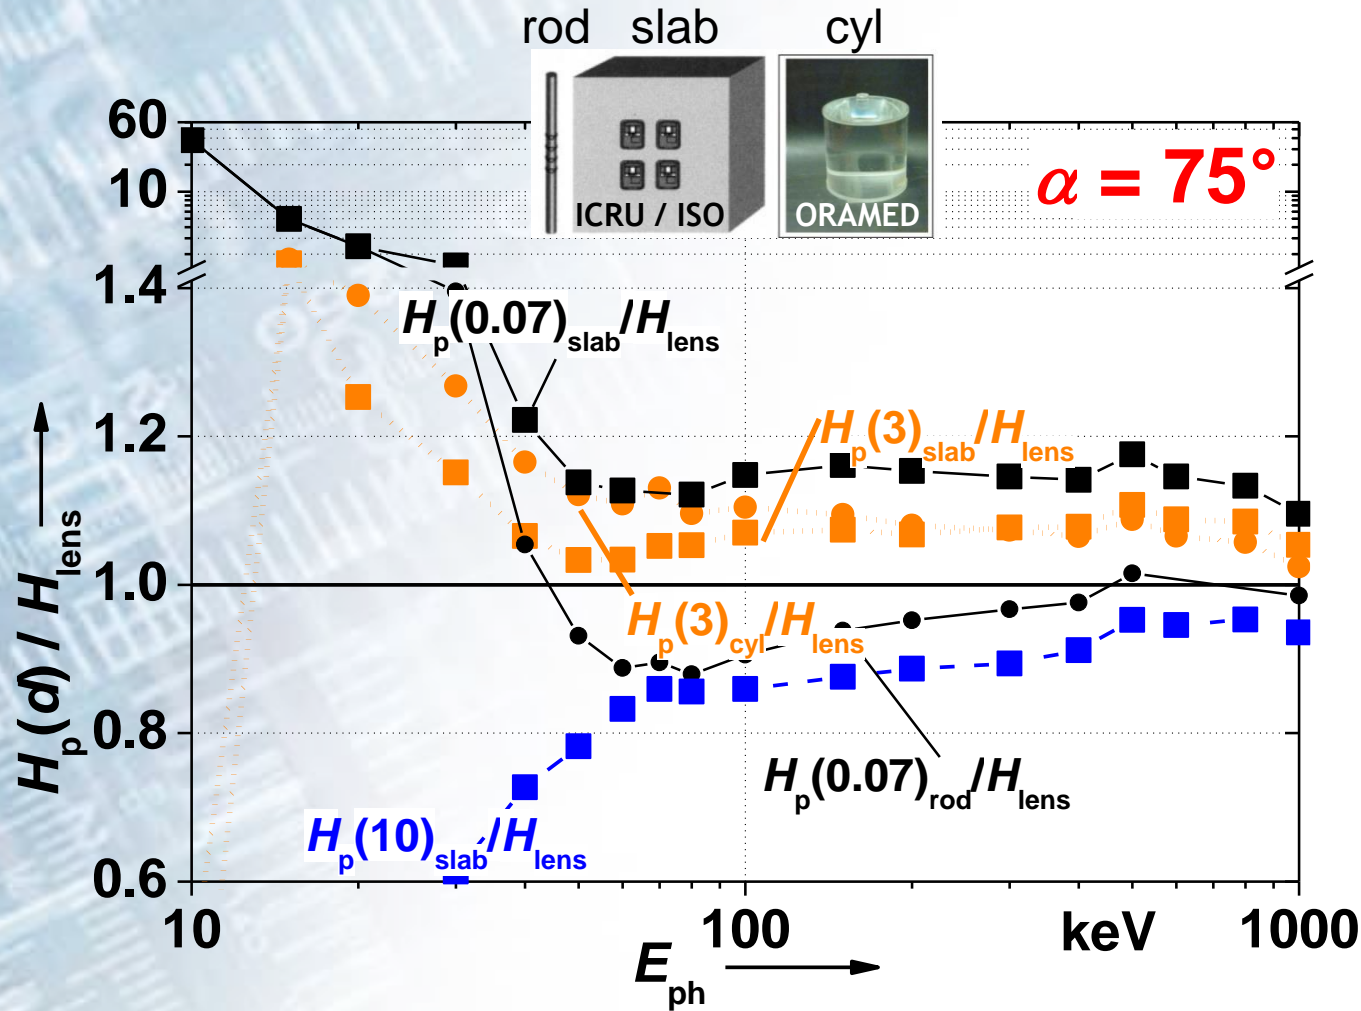 rod slab cyl
ICRU / ISO
ORAMED
α = 75°
60
10
1.4
1.2
1.0
0.8
0.6
Hp(d) / Hlens
Hp(0.07)slab/Hlens
Hp(3)slab/Hlens
Hp(3)cyl/Hlens
Hp(0.07)rod/Hlens
Hp(10)slab/Hlens
10 100 keV 1000
Eph